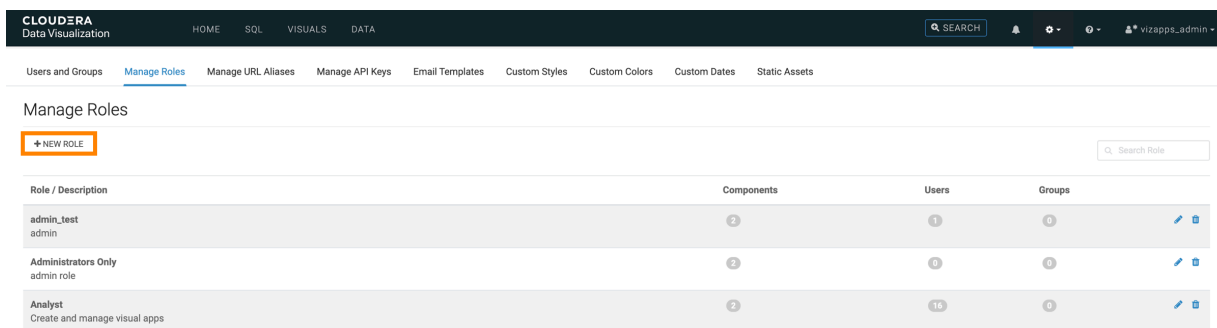 CLOUDERA
Data Visualization
HOME SQL VISUALS DATA SEARCH vizapps_admin
Users and Groups Manage Roles Manage URL Aliases Manage API Keys Email Templates Custom Styles Custom Colors Custom Dates Static Assets
Manage Roles
+ NEW ROLE Search Role
Role / Description Components Users Groups
admin_test 2 1 0
admin
Administrators Only 2 0 0
admin role
Analyst 2 16 0
Create and manage visual apps